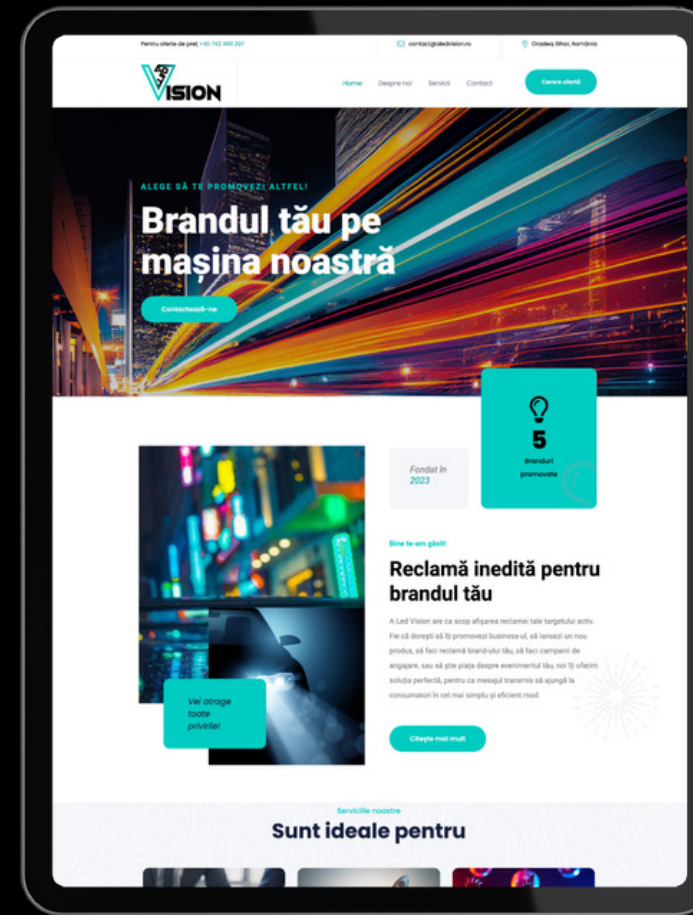 Pentru oferte de preț +40 742 469 297
contact@aledvision.ro
Oradea, Bihor, România
VISION
Home
Despre noi
Servicii
Contact
Cerere ofertă
ALEGE SĂ TE PROMOVEZI ALTFEL!
Brandul tău pe
mașina noastră
Contactează-ne
5
Branduri
promovate
Fondat în
2023
Bine te-am găsit!
Reclamă inedită pentru
brandul tău
A Led Vision are ca scop afișarea reclamei tale targetului activ.
Fie că dorești să îți promovezi business-ul, să lansezi un nou
produs, să faci reclamă brand-ului tău, să faci campanii de
angajare, sau să știe piața despre evenimentul tău, noi îți oferim
soluția perfectă, pentru ca mesajul transmis să ajungă la
consumatori în cel mai simplu și eficient mod.
Vei atrage
toate
privirile!
Citește mai mult
Serviciile noastre
Sunt ideale pentru